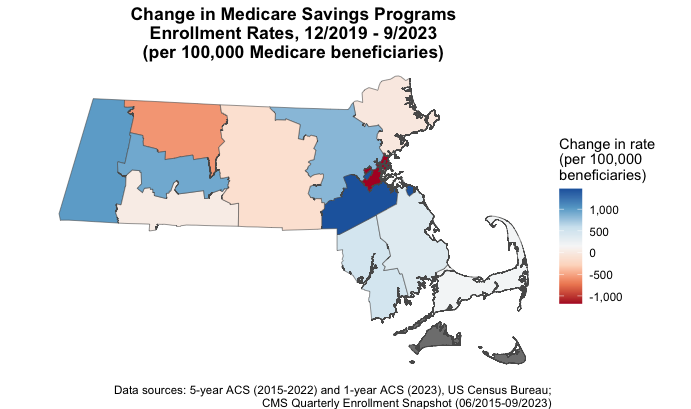 Change in Medicare Savings Programs
Enrollment Rates, 12/2019 - 9/2023
(per 100,000 Medicare beneficiaries)
Change in rate
(per 100,000
beneficiaries)
1,000
500
0
-500
-1,000
Data sources: 5-year ACS (2015-2022) and 1-year ACS (2023), US Census Bureau;
CMS Quarterly Enrollment Snapshot (06/2015-09/2023)